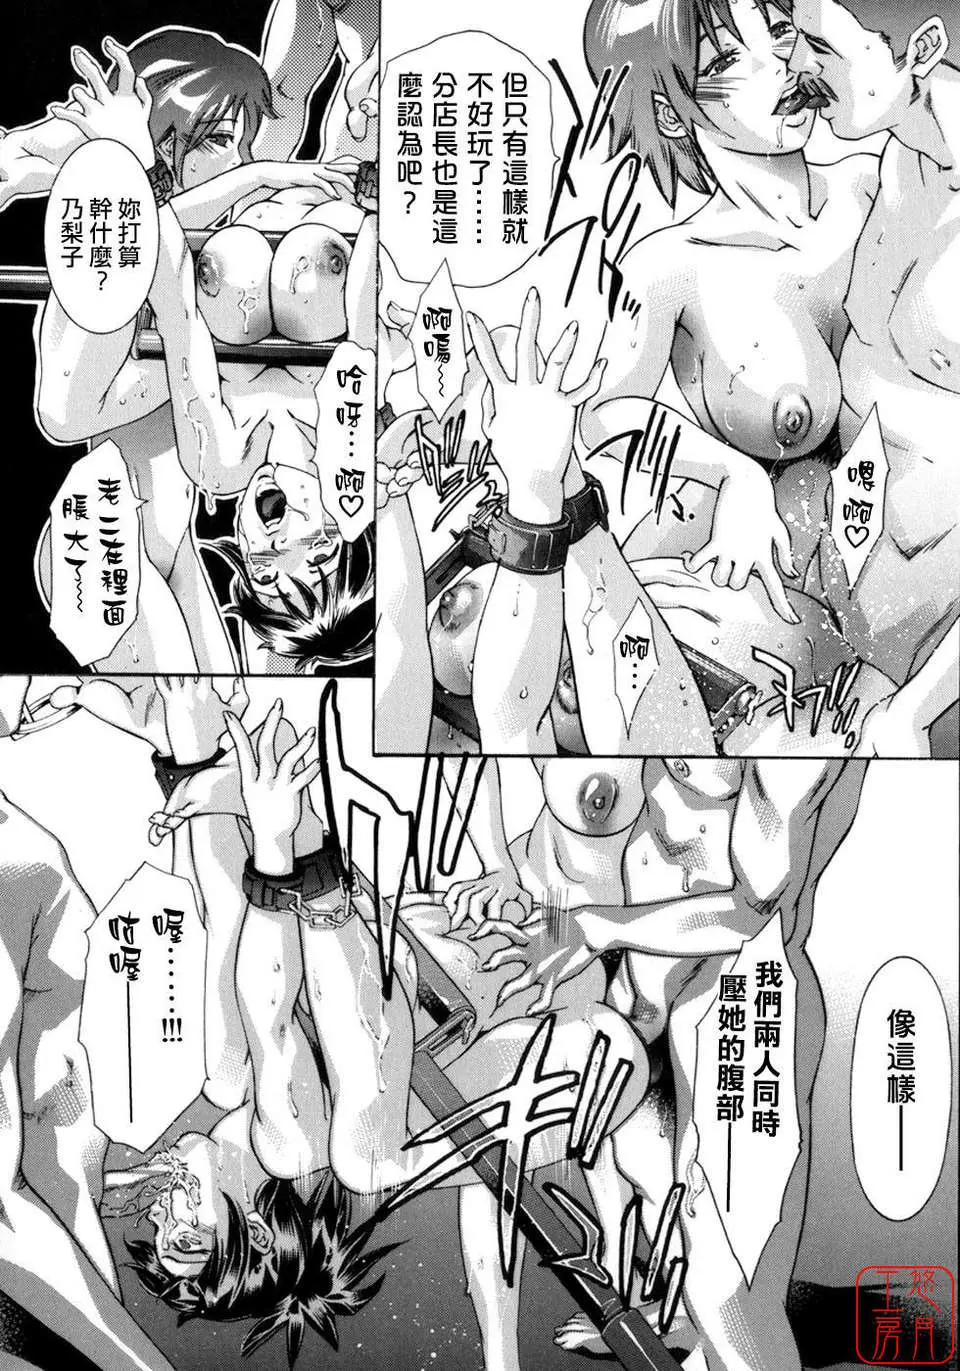 但只有這樣就
不好玩了……
分店長也是這
麼認為吧？
嗯啊♡
啊嗚～
啊…
妳打算
幹什麼？
乃梨子
哈呀…啊♡
老二在裡面
脹大了～
像這樣——
我們兩人同時
壓她的腹部——
喔……!!!
咕喔——
悠月
工房